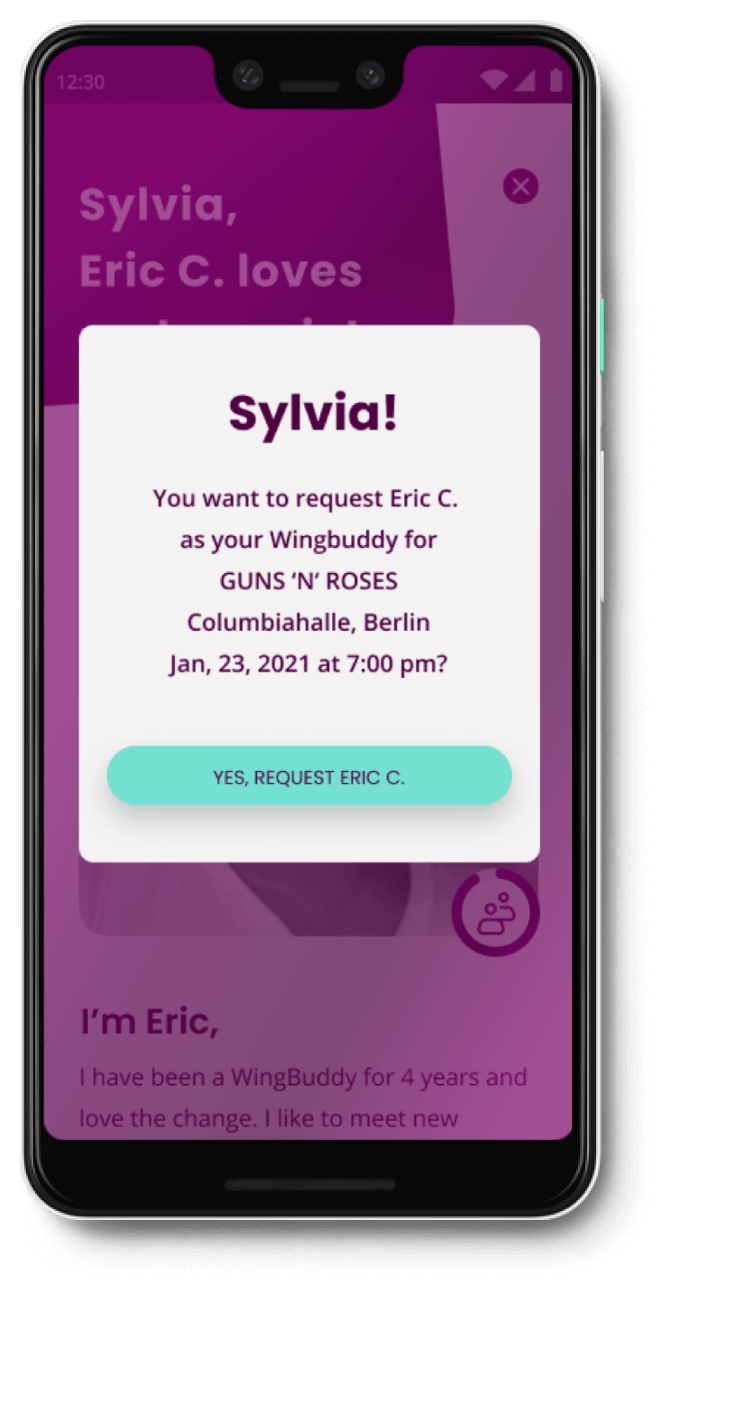 12:30
Sylvia,
Eric C. loves
Sylvia!
You want to request Eric C.
as your Wingbuddy for
GUNS ‘N’ ROSES
Columbiahalle, Berlin
Jan, 23, 2021 at 7:00 pm?
YES, REQUEST ERIC C.
I’m Eric,
I have been a WingBuddy for 4 years and
love the change. I like to meet new